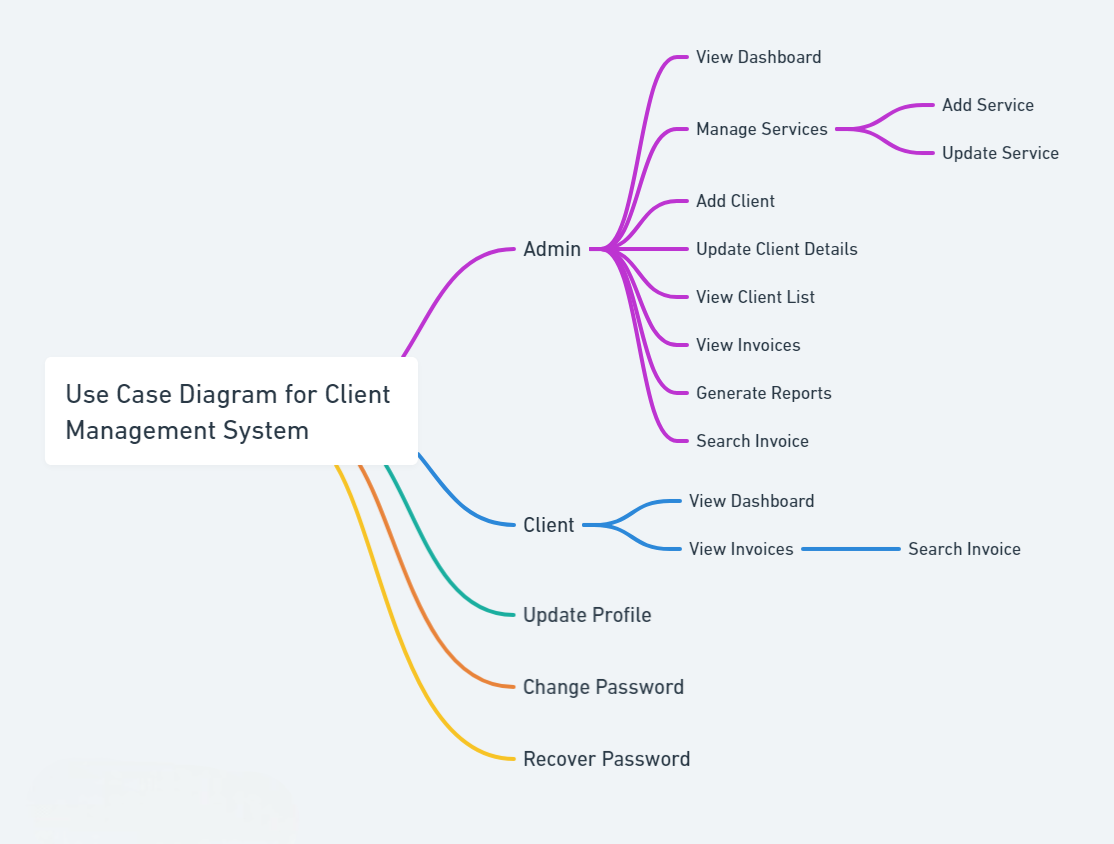 Use Case Diagram for Client
Management System
Admin
View Dashboard
Manage Services
Add Service
Update Service
Add Client
Update Client Details
View Client List
View Invoices
Generate Reports
Search Invoice
Client
View Dashboard
View Invoices
Search Invoice
Update Profile
Change Password
Recover Password